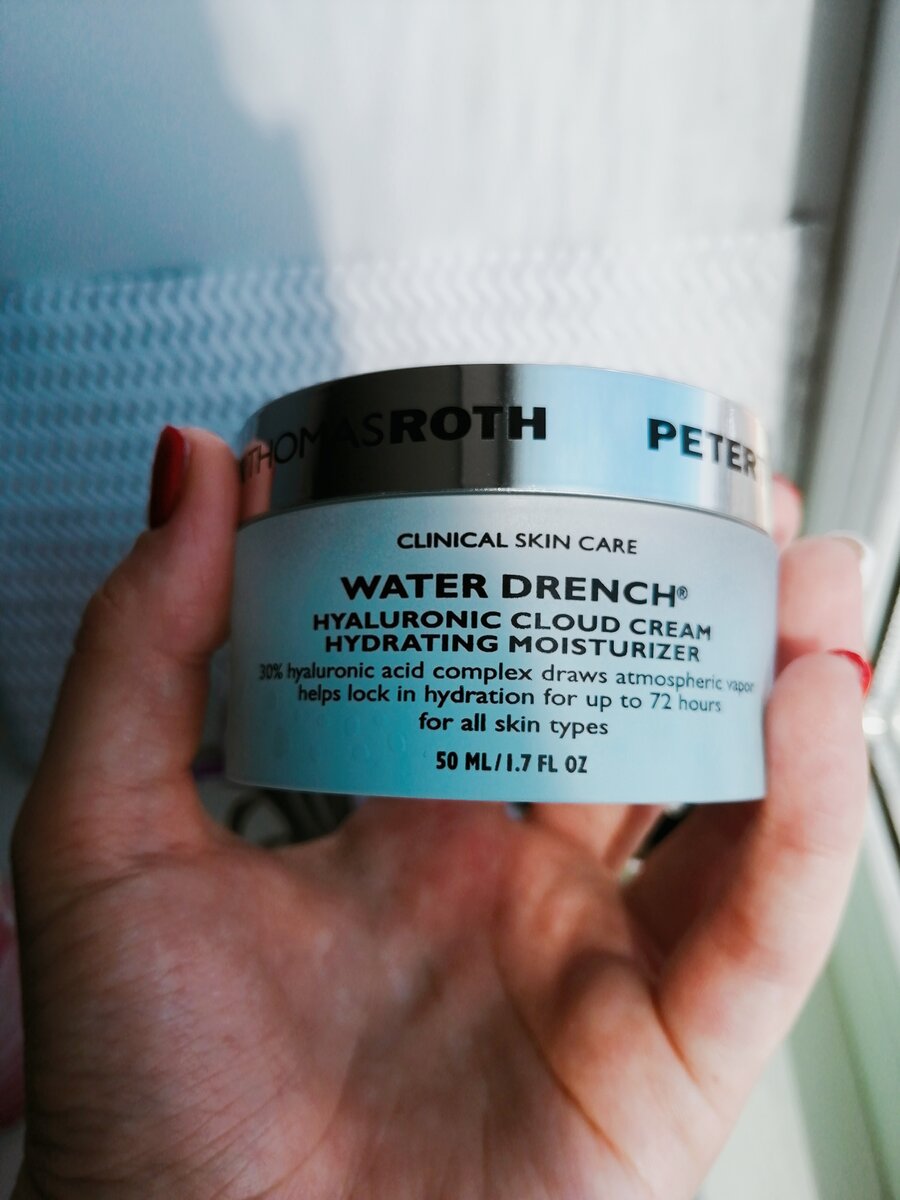 THOMASROTH PETER
CLINICAL SKIN CARE
WATER DRENCH®
HYALURONIC CLOUD CREAM
HYDRATING MOISTURIZER
30% hyaluronic acid complex draws atmospheric vapor
helps lock in hydration for up to 72 hours
for all skin types
50 ML/1.7 FL OZ